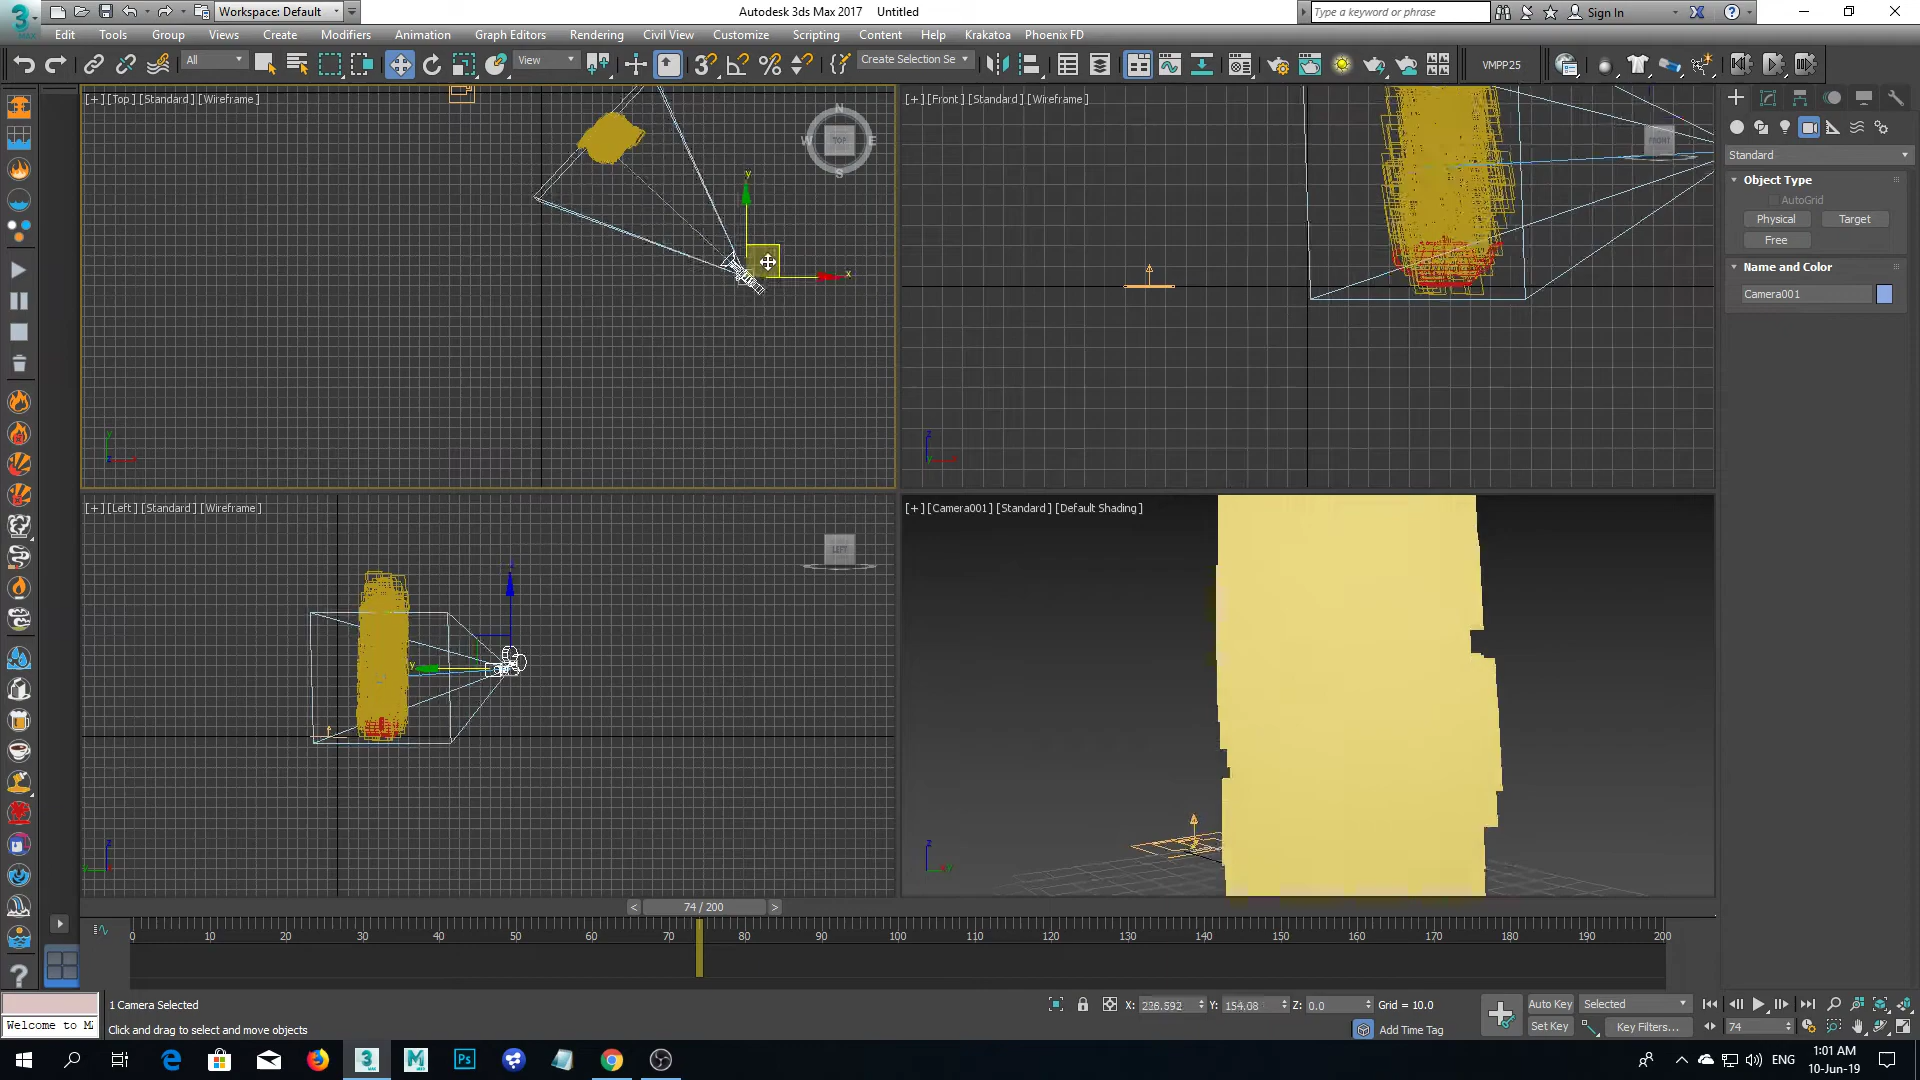 Workspace: Default
Autodesk 3ds Max 2017    Untitled
Type a keyword or phrase
Sign In
MAX
Edit Tools Group Views Create Modifiers Animation Graph Editors Rendering Civil View Customize Scripting Content Help Krakatoa Phoenix FD
All
View
Create Selection Se
VMPP25
[+] [Top] [Standard] [Wireframe]
[+] [Front] [Standard] [Wireframe]
N
W TOP E
S
FRONT
y
x
Standard
Object Type
AutoGrid
Physical Target
Free
Name and Color
Camera001
[+] [Left] [Standard] [Wireframe]
[+] [Camera001] [Standard] [Default Shading]
LEFT
y
z
< 74 / 200 >
0 10 20 30 40 50 60 70 80 90 100 110 120 130 140 150 160 170 180 190 200
1 Camera Selected
Click and drag to select and move objects
Welcome to M
X: 226.592 Y: 154.08 Z: 0.0 Grid = 10.0
Add Time Tag
Auto Key Selected
Set Key Key Filters...
74
ENG
1:01 AM
10-Jun-19